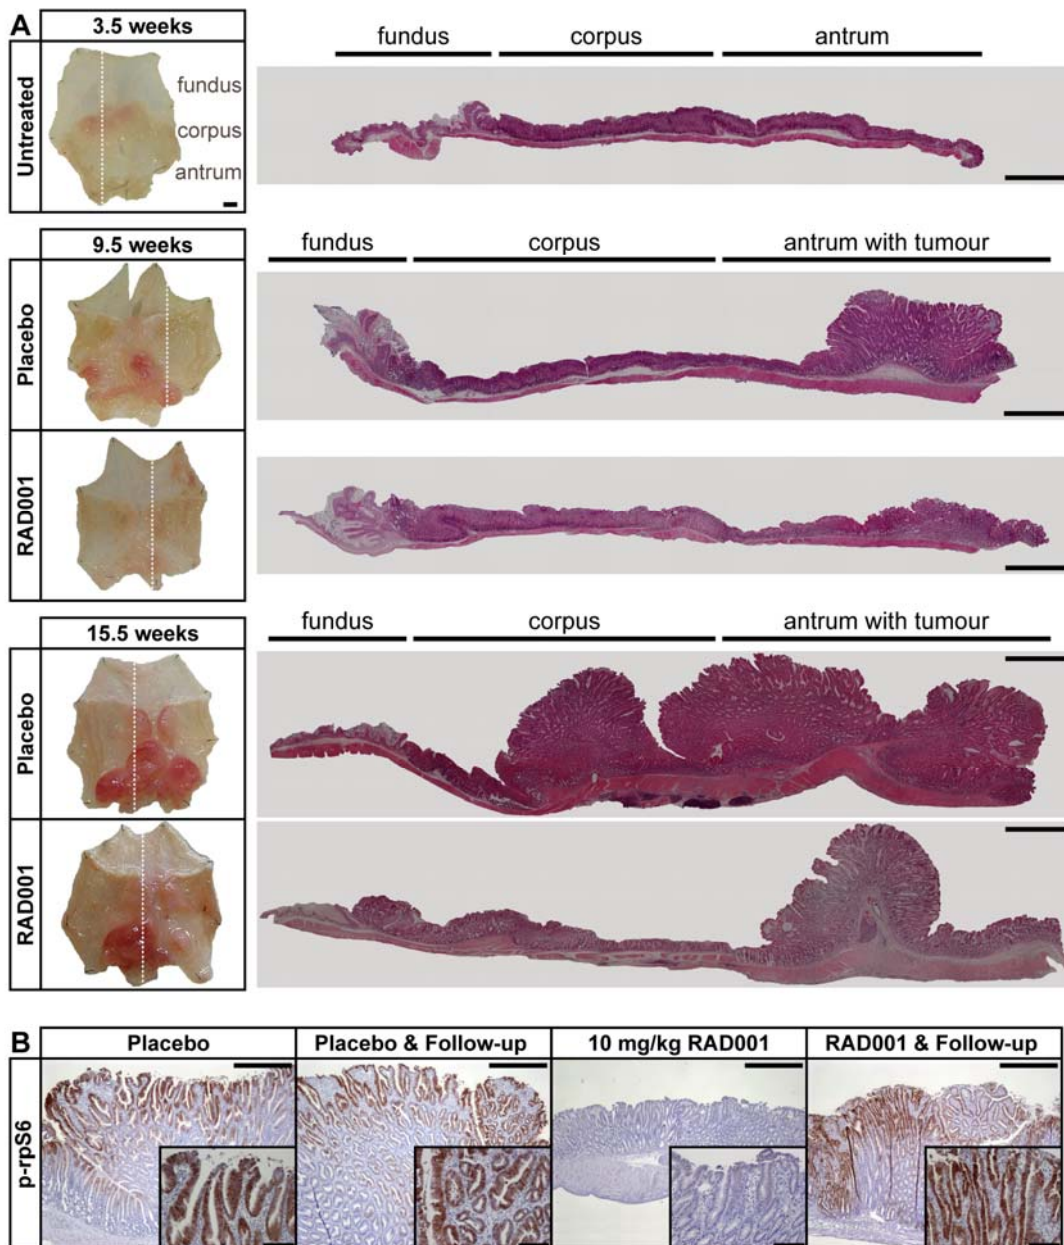 A
3.5 weeks
fundus corpus antrum
Untreated
fundus
corpus
antrum
9.5 weeks
fundus corpus antrum with tumour
Placebo
RAD001
15.5 weeks
fundus corpus antrum with tumour
Placebo
RAD001
B
Placebo Placebo & Follow-up 10 mg/kg RAD001 RAD001 & Follow-up
p-rpS6